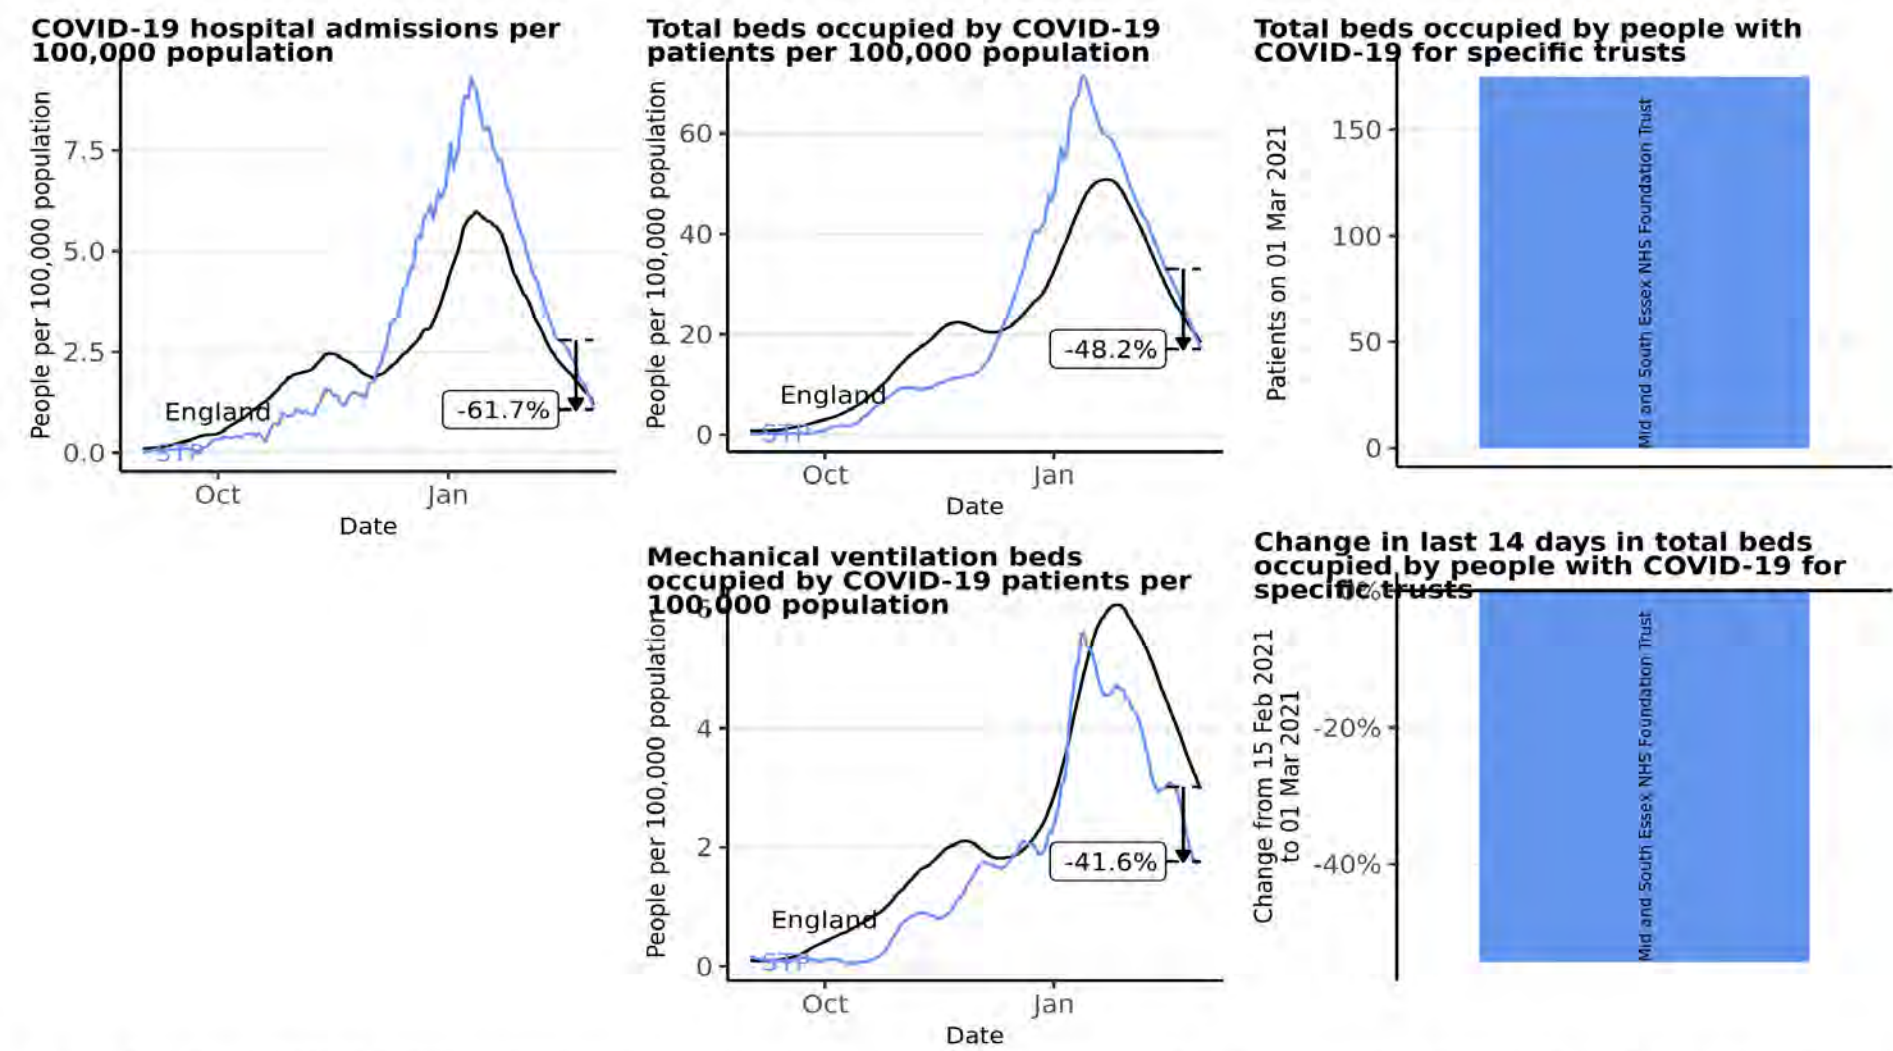 COVID-19 hospital admissions per
100,000 population
People per 100,000 population
7.5
5.0
2.5
0.0
England
STP
-61.7%
Oct
Jan
Date
Total beds occupied by COVID-19
patients per 100,000 population
People per 100,000 population
60
40
20
0
England
STP
-48.2%
Oct
Jan
Date
Total beds occupied by people with
COVID-19 for specific trusts
Patients on 01 Mar 2021
150
100
50
0
Mid and South Essex NHS Foundation Trust
Mechanical ventilation beds
occupied by COVID-19 patients per
100,000 population
People per 100,000 population
4
2
0
England
STP
-41.6%
Oct
Jan
Date
Change in last 14 days in total beds
occupied by people with COVID-19 for
specific trusts
Change from 15 Feb 2021
to 01 Mar 2021
0%
-20%
-40%
Mid and South Essex NHS Foundation Trust